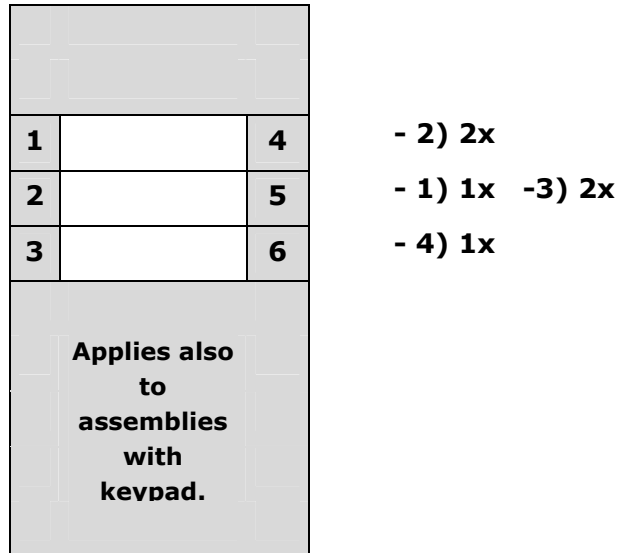 1 4 - 2) 2x
2 5 - 1) 1x -3) 2x
3 6 - 4) 1x
Applies also
to
assemblies
with
keypad.